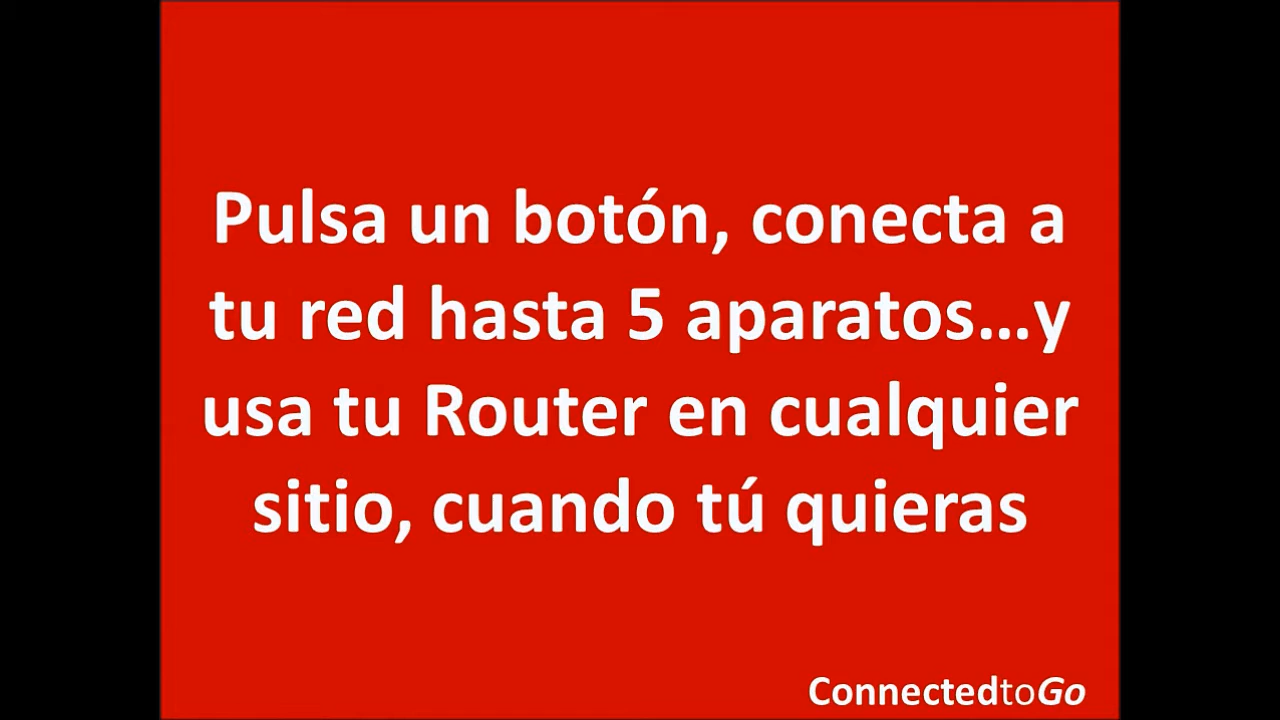 Pulsa un botón, conecta a
tu red hasta 5 aparatos...y
usa tu Router en cualquier
sitio, cuando tú quieras
ConnectedtoGo